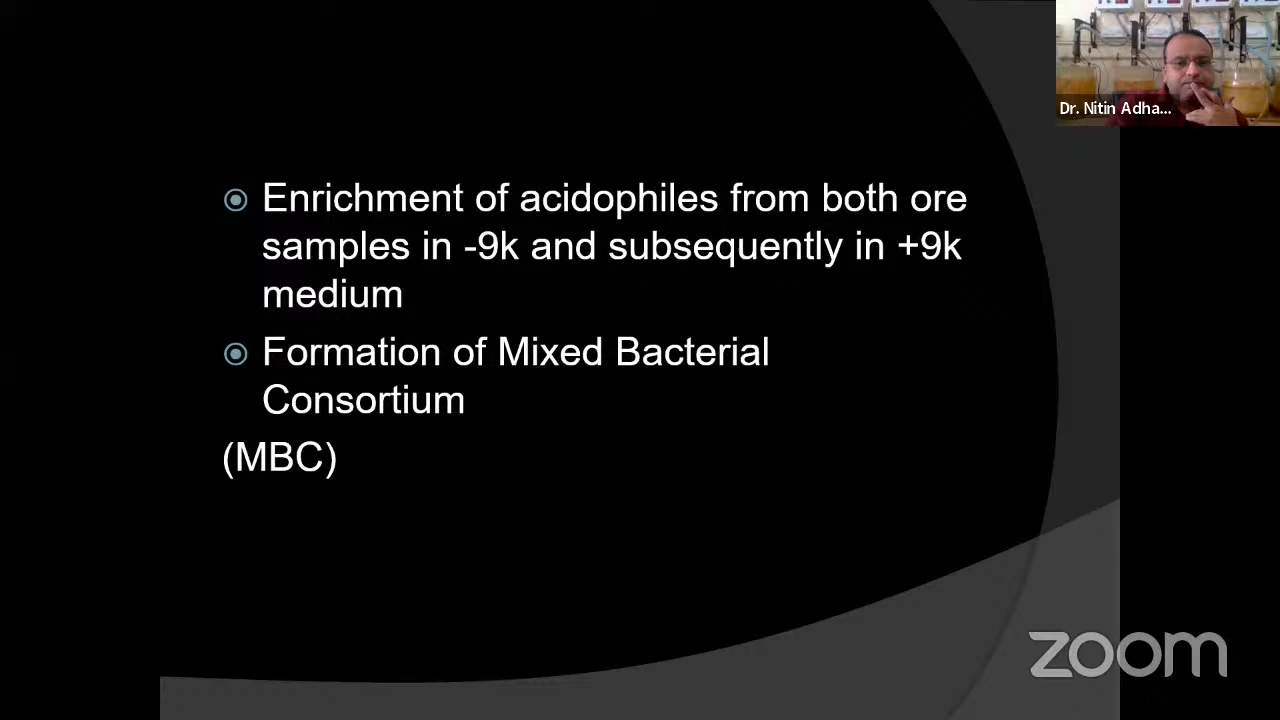 Dr. Nitin Adha...
Enrichment of acidophiles from both ore
samples in -9k and subsequently in +9k
medium
Formation of Mixed Bacterial
Consortium
(MBC)
zoom